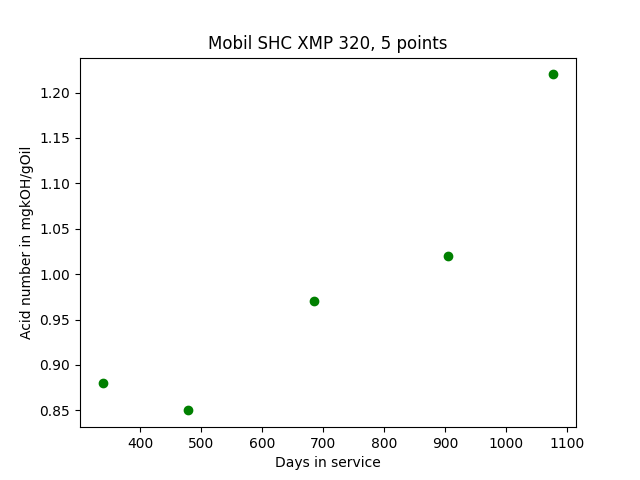 Mobil SHC XMP 320, 5 points
Acid number in mgkOH/gOil
1.20
1.15
1.10
1.05
1.00
0.95
0.90
0.85
400 500 600 700 800 900 1000 1100
Days in service